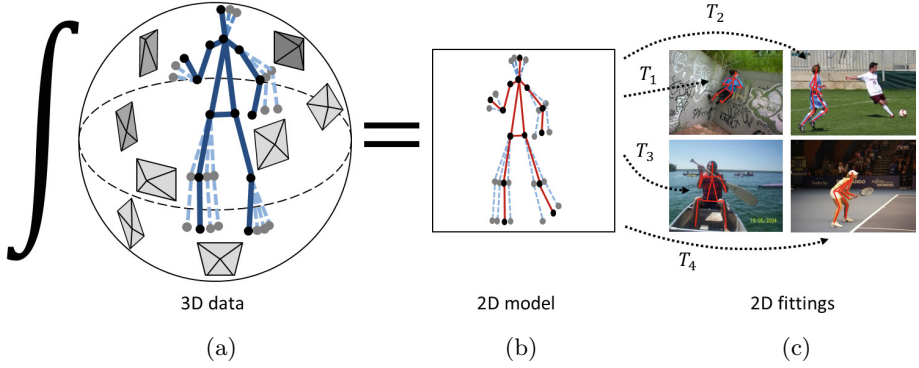 ∫ =
T₂
T₁
T₃
T₄
19/05/2004
3D data
2D model
2D fittings
(a)
(b)
(c)